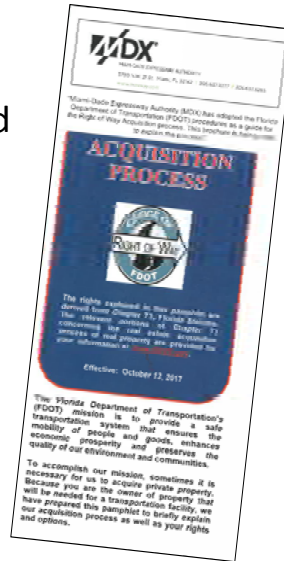 d
MDX
MIAMI-DADE EXPRESSWAY AUTHORITY
"Miami-Dade Expressway Authority (MDX) has adopted the Florida
Department of Transportation (FDOT) procedures as a guide for
the Right of Way Acquisition process. This brochure is being used
to explain the process."
ACQUISITION
PROCESS
OFFICE OF
RIGHT OF WAY
FDOT
The rights explained in this pamphlet are
derived from Chapter 73, Florida Statutes.
The relevant portions of Chapter 73
concerning the real estate acquisition
process of real property are provided for
your information at
Effective: October 12, 2017
The Florida Department of Transportation's
(FDOT) mission is to provide a safe
transportation system that ensures the
mobility of people and goods, enhances
economic prosperity and preserves the
quality of our environment and communities.
To accomplish our mission, sometimes it is
necessary for us to acquire private property.
Because you are the owner of property that
will be needed for a transportation facility, we
have prepared this pamphlet to briefly explain
our acquisition process as well as your rights
and options.